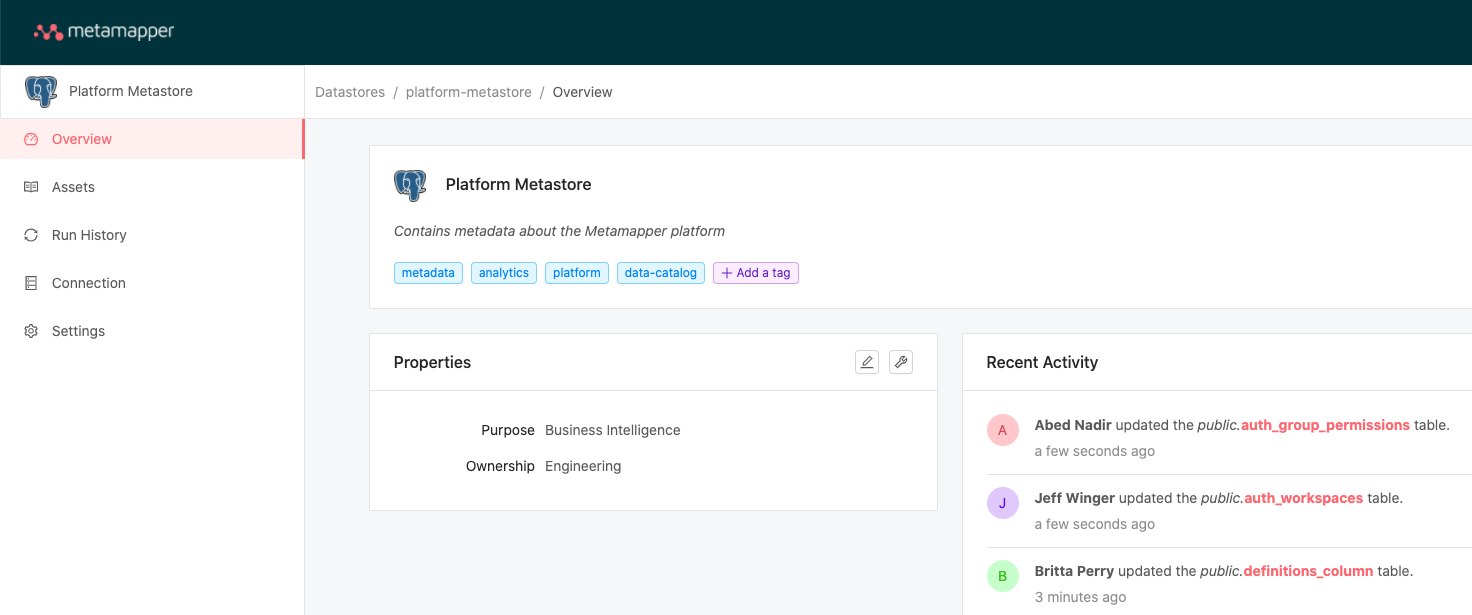 metamapper
Platform Metastore
Datastores / platform-metastore / Overview
Overview
Assets
Run History
Connection
Settings
Platform Metastore
Contains metadata about the Metamapper platform
metadata analytics platform data-catalog + Add a tag
Properties
Purpose Business Intelligence
Ownership Engineering
Recent Activity
A Abed Nadir updated the public.auth_group_permissions table.
a few seconds ago
J Jeff Winger updated the public.auth_workspaces table.
a few seconds ago
B Britta Perry updated the public.definitions_column table.
3 minutes ago